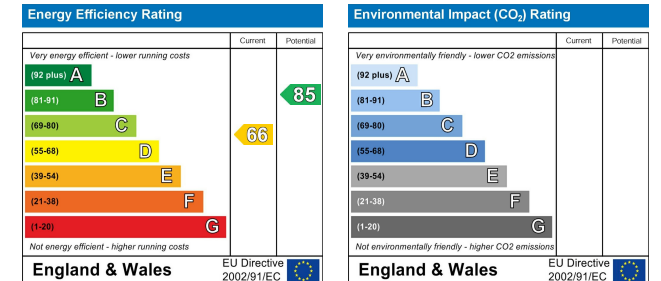 Energy Efficiency Rating
Current Potential
Very energy efficient - lower running costs
(92 plus) A
(81-91) B
85
(69-80) C
66
(55-68) D
(39-54) E
(21-38) F
(1-20) G
Not energy efficient - higher running costs
England & Wales
EU Directive
2002/91/EC
Environmental Impact (CO₂) Rating
Current Potential
Very environmentally friendly - lower CO2 emissions
(92 plus) A
(81-91) B
(69-80) C
(55-68) D
(39-54) E
(21-38) F
(1-20) G
Not environmentally friendly - higher CO2 emissions
England & Wales
EU Directive
2002/91/EC